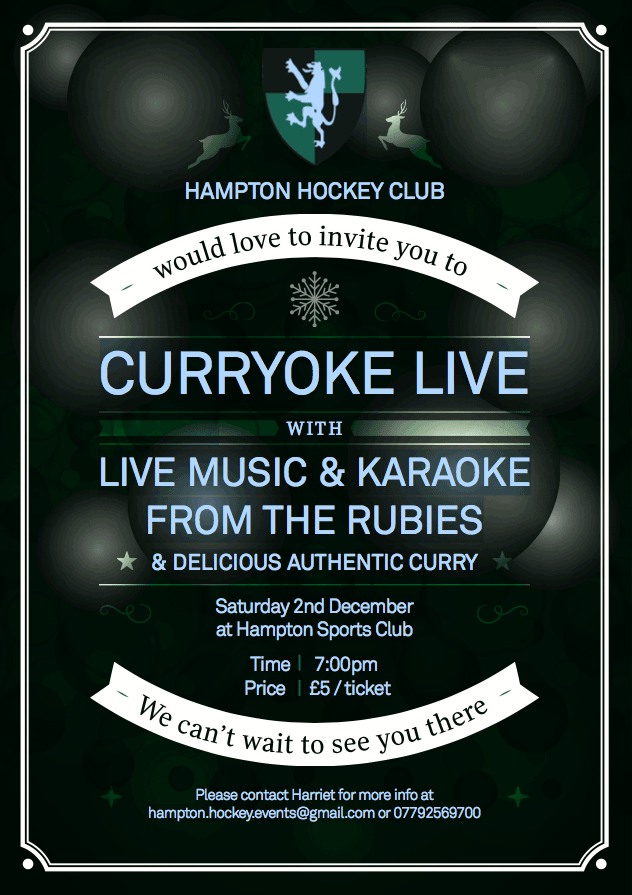 HAMPTON HOCKEY CLUB
would love to invite you to
CURRYOKE LIVE
WITH
LIVE MUSIC & KARAOKE
FROM THE RUBIES
& DELICIOUS AUTHENTIC CURRY
Saturday 2nd December
at Hampton Sports Club
Time | 7:00pm
Price | £5 / ticket
We can't wait to see you there
Please contact Harriet for more info at
hampton.hockey.events@gmail.com or 07792569700